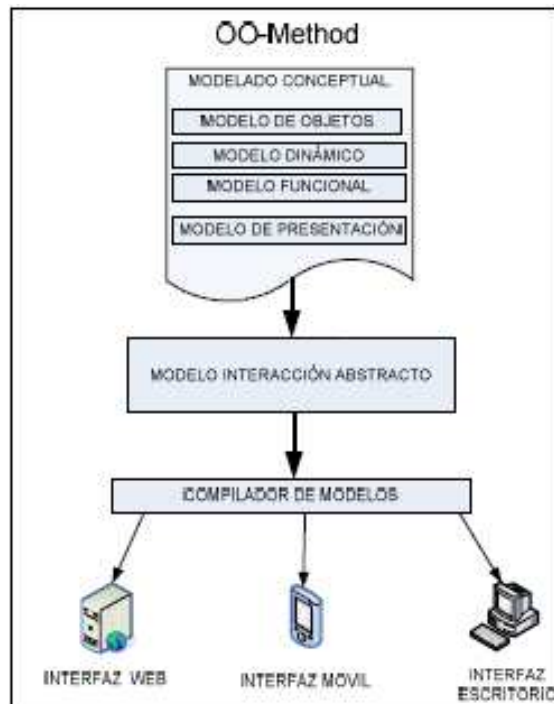 OO-Method
MODELADO CONCEPTUAL
MODELO DE OBJETOS
MODELO DINÁMICO
MODELO FUNCIONAL
MODELO DE PRESENTACIÓN
MODELO INTERACCIÓN ABSTRACTO
COMPILADOR DE MODELOS
INTERFAZ WEB
INTERFAZ MOVIL
INTERFAZ
ESCRITORIO